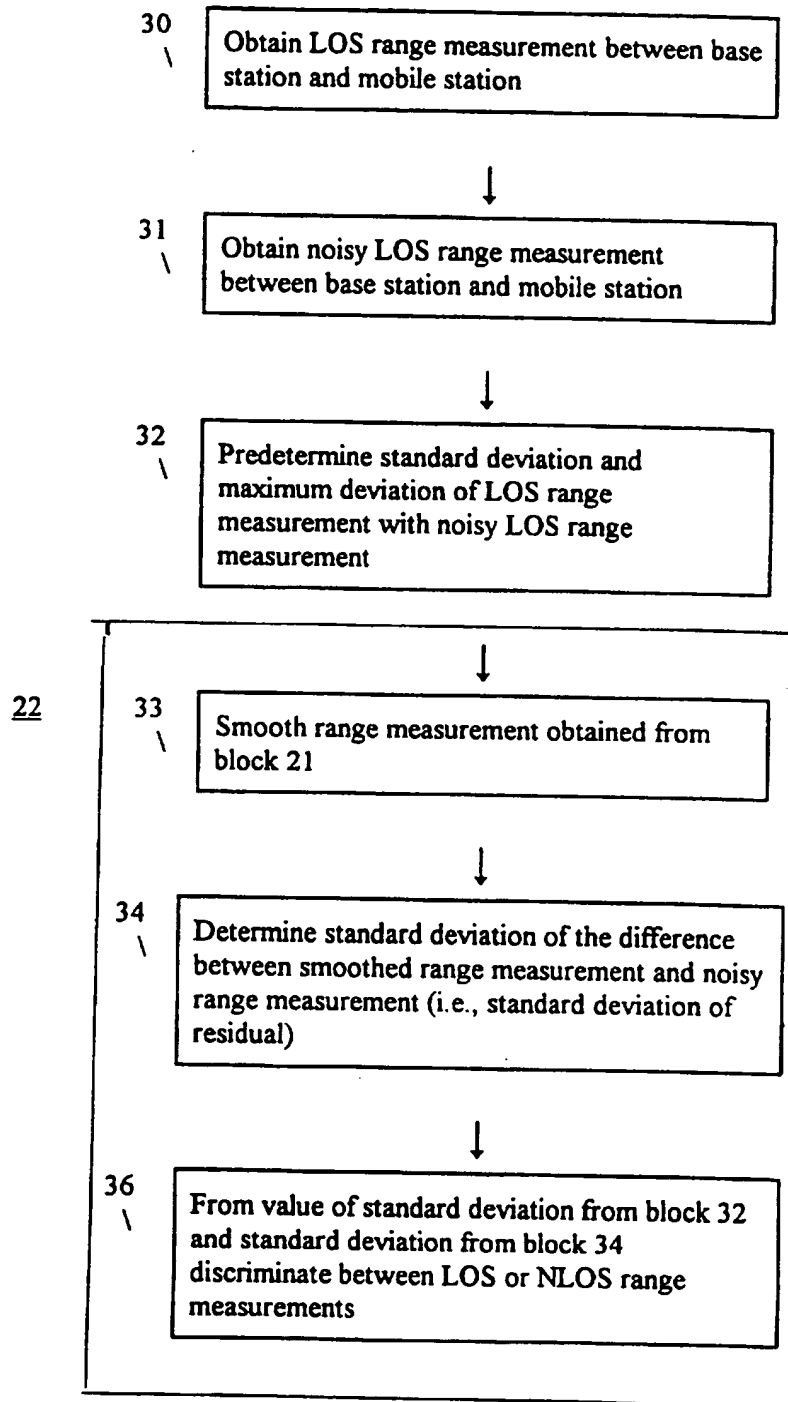 30
Obtain LOS range measurement between base
station and mobile station
31
Obtain noisy LOS range measurement
between base station and mobile station
32
Predetermine standard deviation and
maximum deviation of LOS range
measurement with noisy LOS range
measurement
22
33
Smooth range measurement obtained from
block 21
34
Determine standard deviation of the difference
between smoothed range measurement and noisy
range measurement (i.e., standard deviation of
residual)
36
From value of standard deviation from block 32
and standard deviation from block 34
discriminate between LOS or NLOS range
measurements